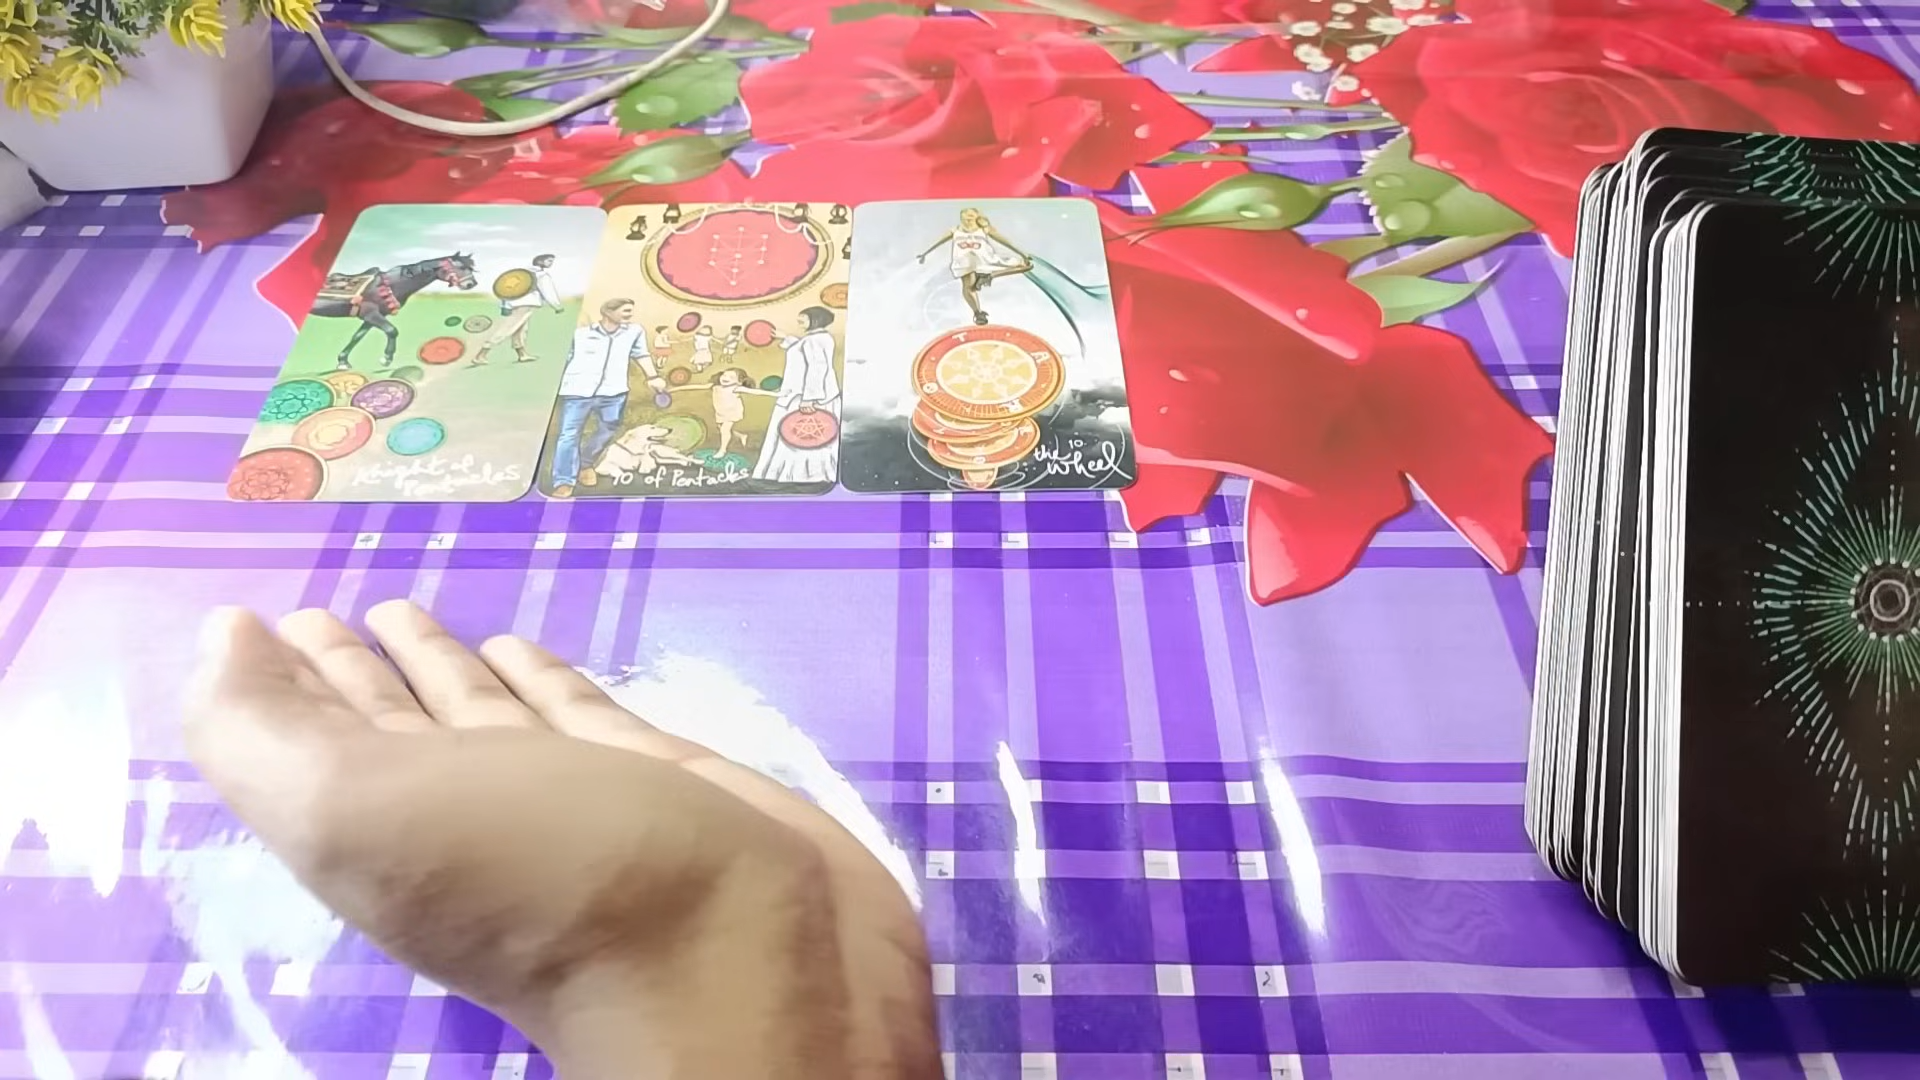 Knight of
Pentacles
10 of Pentacles
10
the
Wheel
T
A
R
O